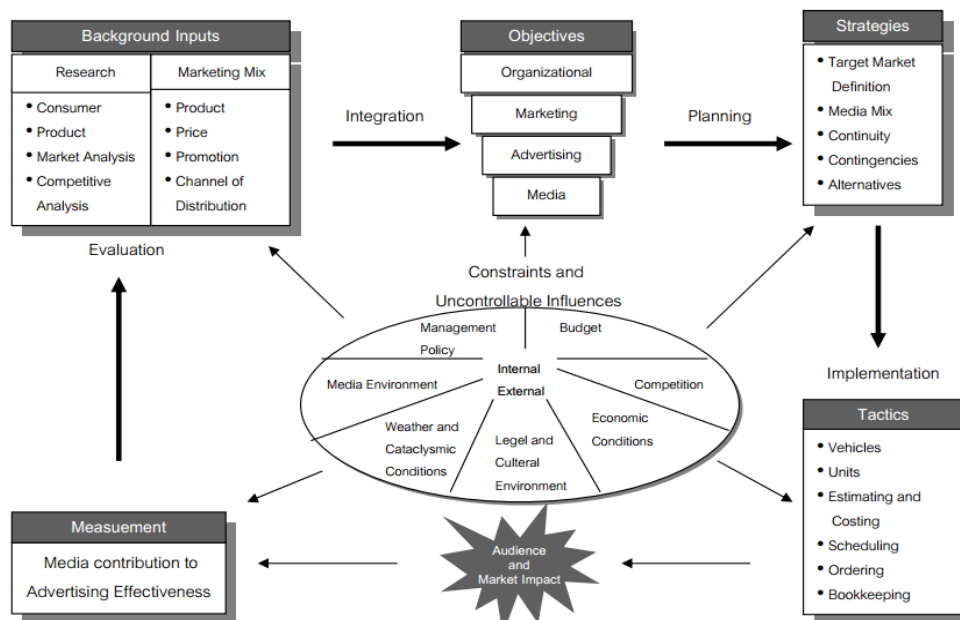 Background Inputs
Research
Marketing Mix
• Consumer
• Product
• Market Analysis
• Competitive
Analysis
• Product
• Price
• Promotion
• Channel of
Distribution
Integration
Objectives
Organizational
Marketing
Advertising
Media
Planning
Strategies
• Target Market
Definition
• Media Mix
• Continuity
• Contingencies
• Alternatives
Evaluation
Constraints and
Uncontrollable Influences
Management
Policy
Budget
Internal
External
Media Environment
Competition
Weather and
Cataclysmic
Conditions
Legel and
Culteral
Environment
Economic
Conditions
Implementation
Tactics
• Vehicles
• Units
• Estimating and
Costing
• Scheduling
• Ordering
• Bookkeeping
Audience
and
Market Impact
Measuement
Media contribution to
Advertising Effectiveness